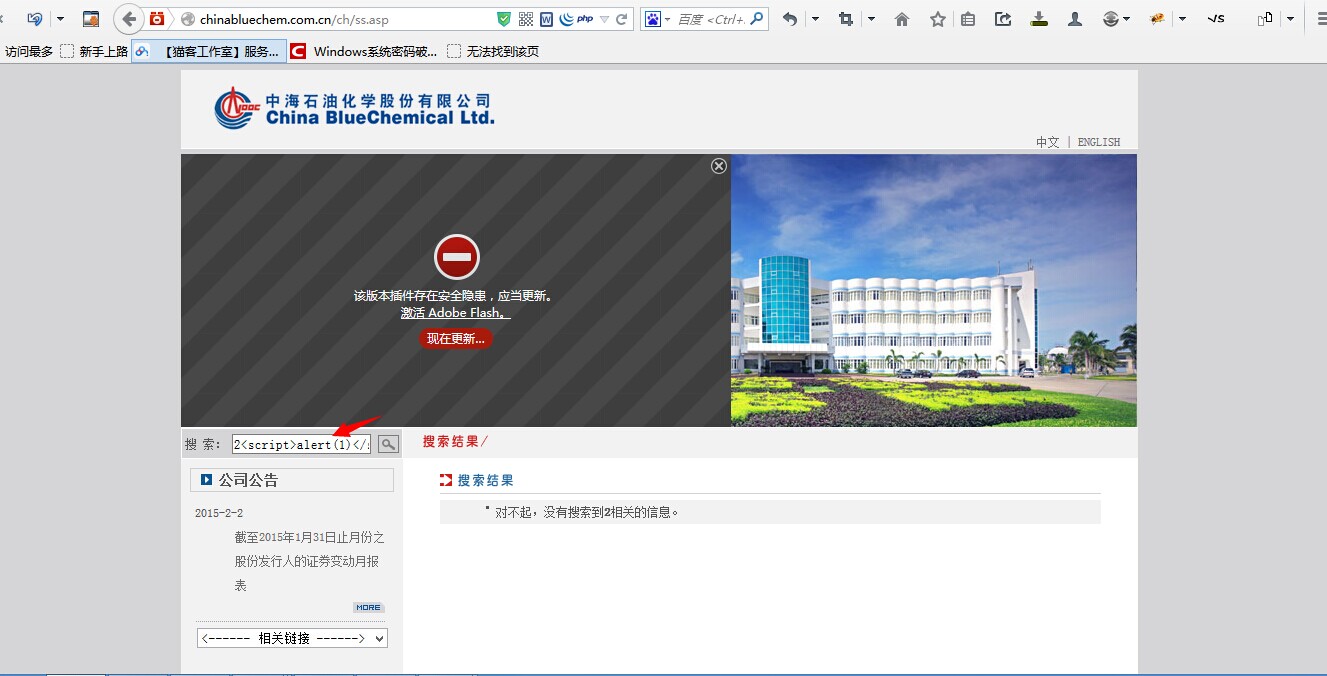 chinabluechem.com.cn/ch/ss.asp
php
百度 <Ctrl+.
访问最多
新手上路
【猫客工作室】服务...
Windows系统密码破...
无法找到该页
中海石油化学股份有限公司
China BlueChemical Ltd.
中文 | ENGLISH
该版本插件存在安全隐患，应当更新。
激活 Adobe Flash。
现在更新...
搜 索：
2<script>alert(1)</
搜索结果/
公司公告
搜索结果
2015-2-2
对不起，没有搜索到2相关的信息。
截至2015年1月31日止月份之
股份发行人的证券变动月报
表
MORE
<------ 相关链接 ------>